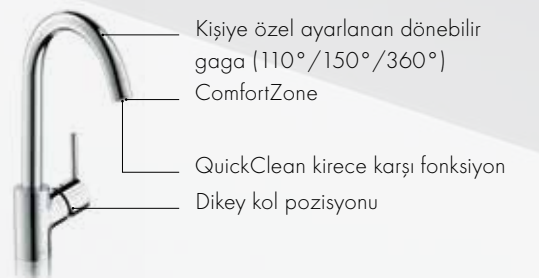 Kişiye özel ayarlanan dönebilir
gaga (110°/150°/360°)
ComfortZone
QuickClean kirece karşı fonksiyon
Dikey kol pozisyonu